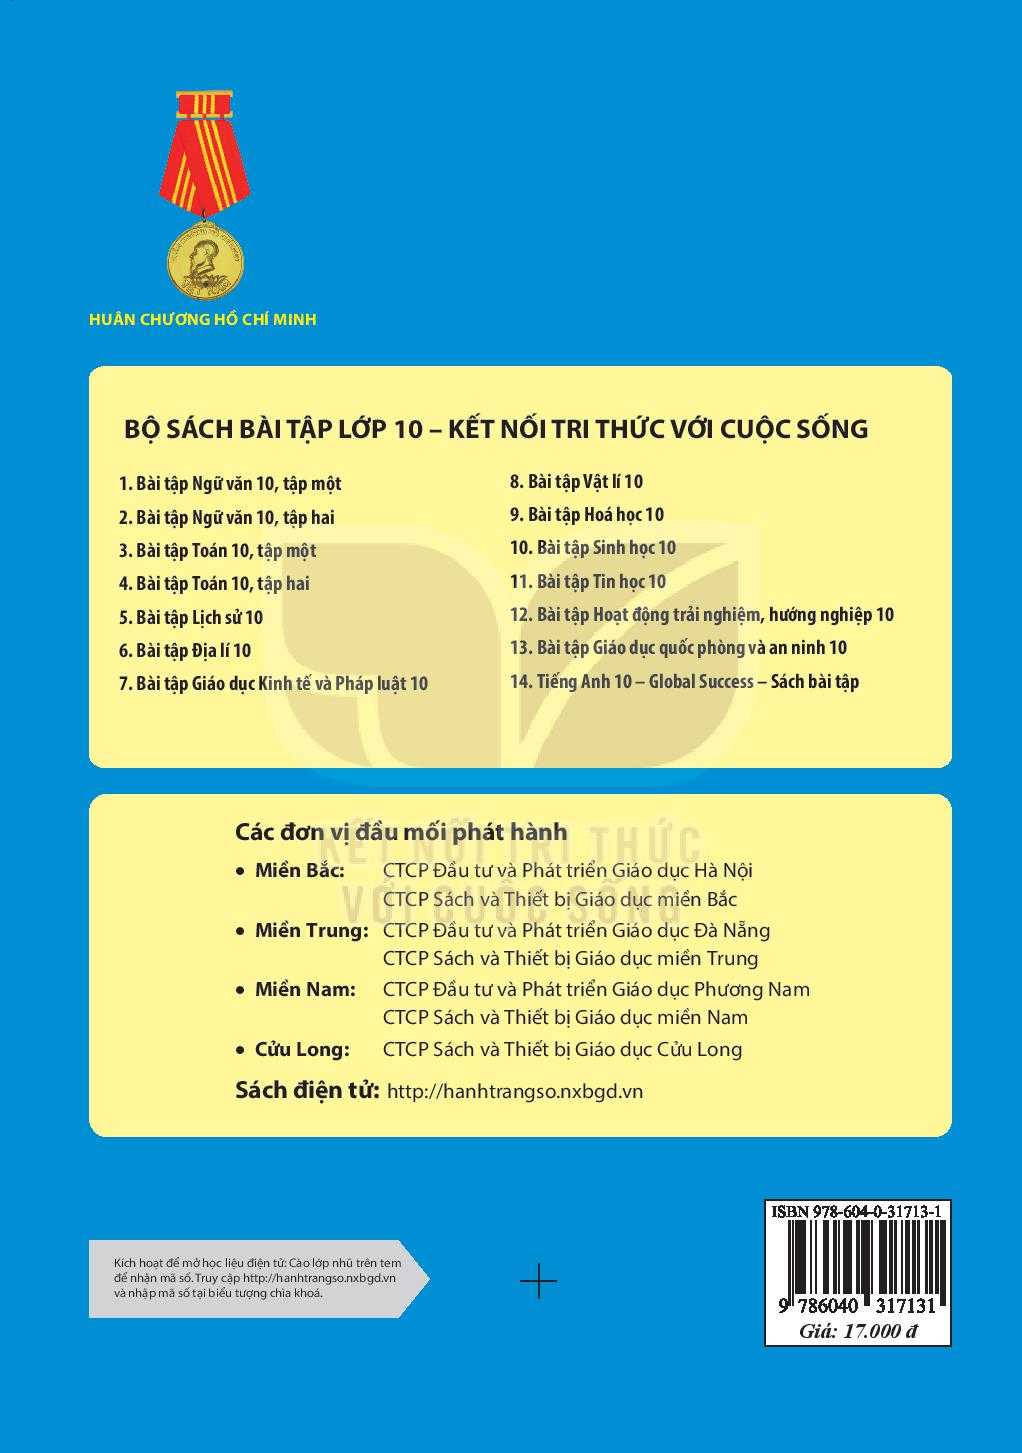 HUÂN CHƯƠNG HỒ CHÍ MINH
BỘ SÁCH BÀI TẬP LỚP 10 – KẾT NỐI TRI THỨC VỚI CUỘC SỐNG
1. Bài tập Ngữ văn 10, tập một
2. Bài tập Ngữ văn 10, tập hai
3. Bài tập Toán 10, tập một
4. Bài tập Toán 10, tập hai
5. Bài tập Lịch sử 10
6. Bài tập Địa lí 10
7. Bài tập Giáo dục Kinh tế và Pháp luật 10
8. Bài tập Vật lí 10
9. Bài tập Hoá học 10
10. Bài tập Sinh học 10
11. Bài tập Tin học 10
12. Bài tập Hoạt động trải nghiệm, hướng nghiệp 10
13. Bài tập Giáo dục quốc phòng và an ninh 10
14. Tiếng Anh 10 – Global Success – Sách bài tập
KẾT NỐI TRI THỨC
VỚI CUỘC SỐNG
Các đơn vị đầu mối phát hành
• Miền Bắc: CTCP Đầu tư và Phát triển Giáo dục Hà Nội
CTCP Sách và Thiết bị Giáo dục miền Bắc
• Miền Trung: CTCP Đầu tư và Phát triển Giáo dục Đà Nẵng
CTCP Sách và Thiết bị Giáo dục miền Trung
• Miền Nam: CTCP Đầu tư và Phát triển Giáo dục Phương Nam
CTCP Sách và Thiết bị Giáo dục miền Nam
• Cửu Long: CTCP Sách và Thiết bị Giáo dục Cửu Long
Sách điện tử: http://hanhtrangso.nxbgd.vn
Kích hoạt để mở học liệu điện tử: Cào lớp nhũ trên tem
để nhận mã số. Truy cập http://hanhtrangso.nxbgd.vn
và nhập mã số tại biểu tượng chìa khoá.
ISBN 978-604-0-31713-1
9 786040 317131
Giá: 17.000 đ